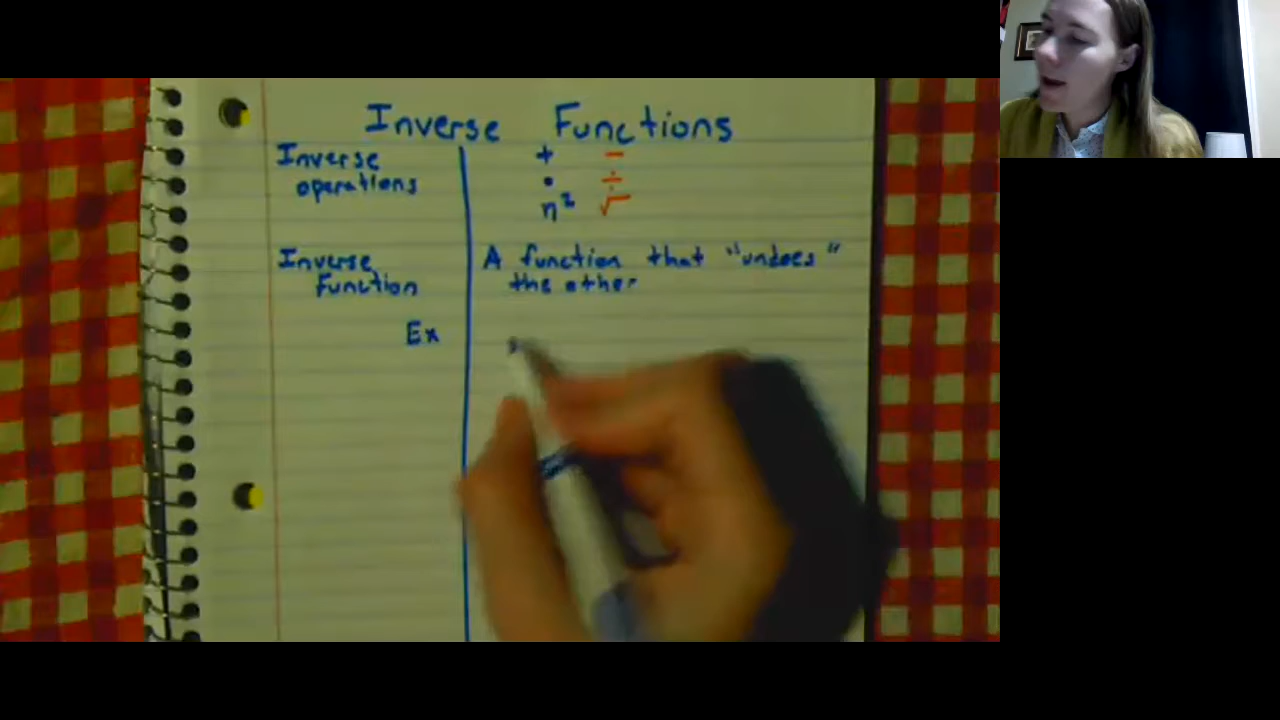 Inverse Functions
Inverse + −
operations • ÷
n² √
Inverse A function that "undoes"
Function the other
Ex